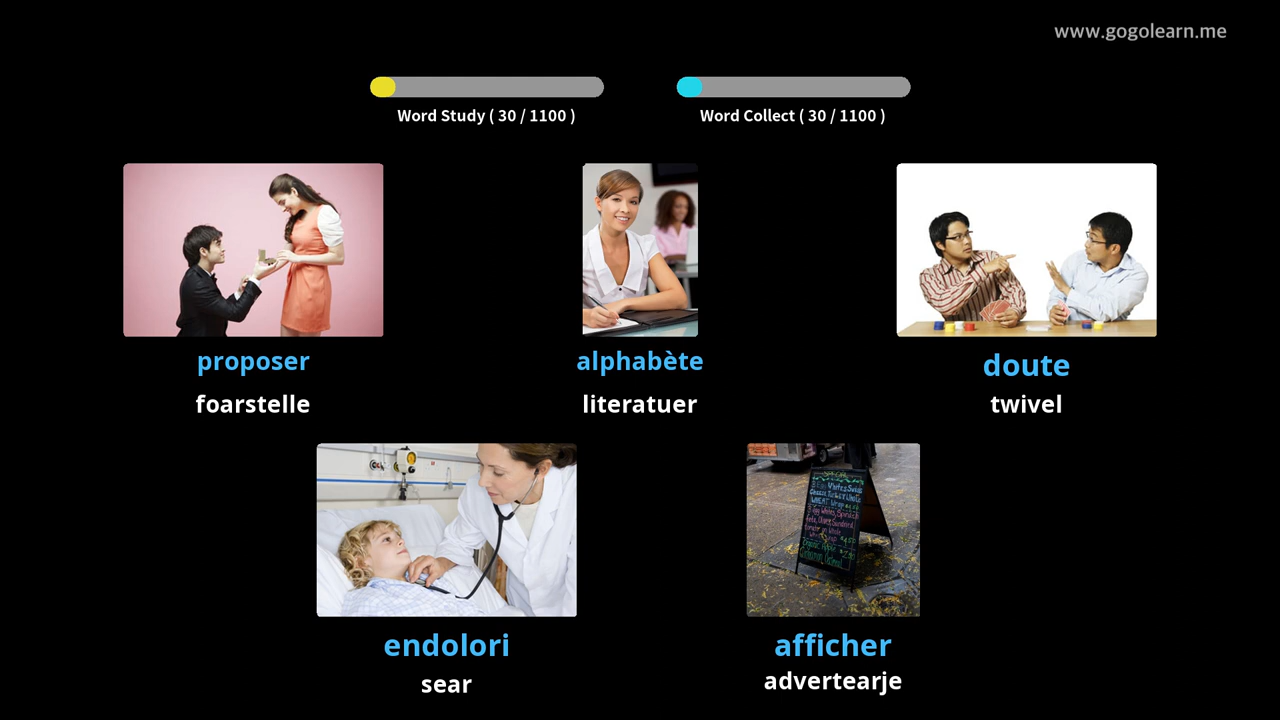 www.gogolearn.me
Word Study ( 30 / 1100 )
Word Collect ( 30 / 1100 )
proposer
foarstelle
alphabète
literatuer
doute
twivel
endolori
sear
afficher
advertearje